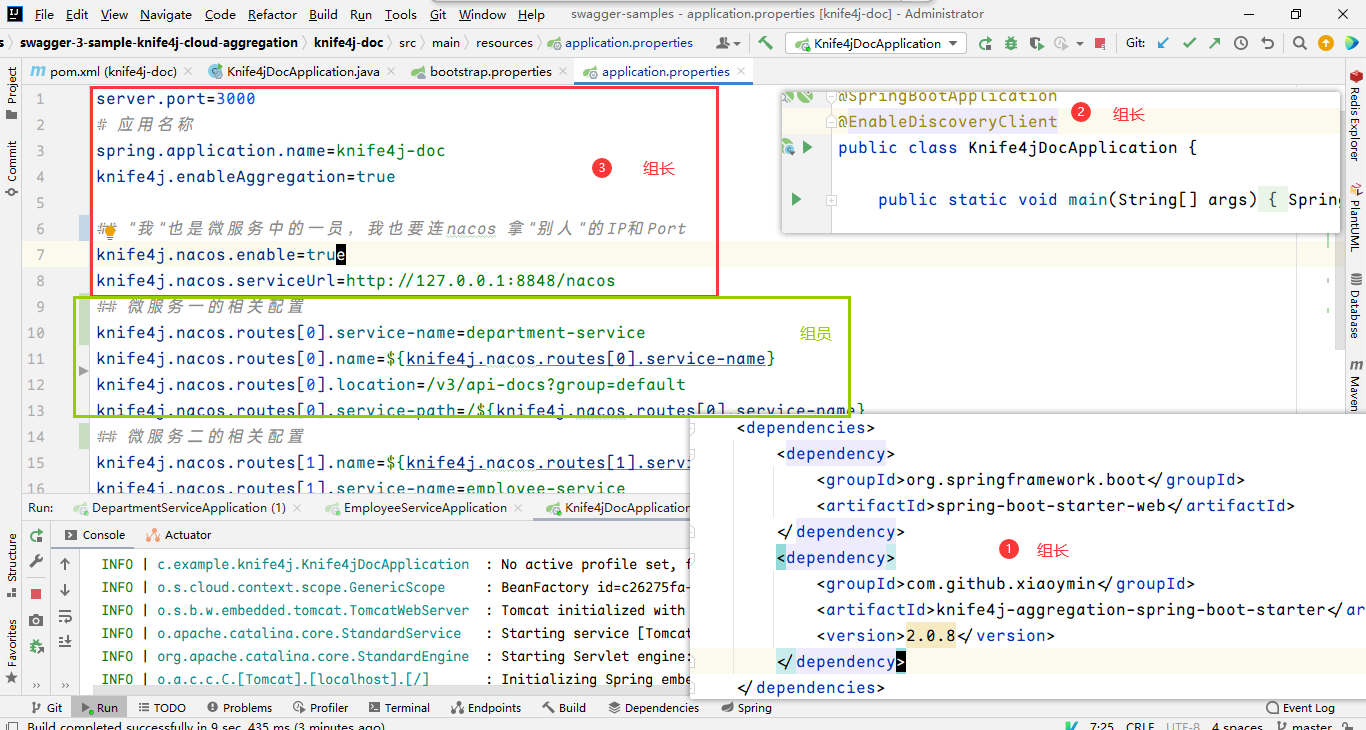 File Edit View Navigate Code Refactor Build Run Tools Git Window Help swagger-samples - application.properties [knife4j-doc] - Administrator
swagger-3-sample-knife4j-cloud-aggregation knife4j-doc src main resources application.properties Knife4jDocApplication Git:
pom.xml (knife4j-doc) Knife4jDocApplication.java bootstrap.properties application.properties
Project
Commit
Structure
Favorites
1 server.port=3000
2 # 应用名称
3 spring.application.name=knife4j-doc
4 knife4j.enableAggregation=true
5
6 ## "我"也是微服务中的一员，我也要连nacos 拿"别人"的IP和Port
7 knife4j.nacos.enable=true
8 knife4j.nacos.serviceUrl=http://127.0.0.1:8848/nacos
9 ## 微服务一的相关配置
10 knife4j.nacos.routes[0].service-name=department-service
11 knife4j.nacos.routes[0].name=${knife4j.nacos.routes[0].service-name}
12 knife4j.nacos.routes[0].location=/v3/api-docs?group=default
13 knife4j.nacos.routes[0].service-path=/${knife4j.nacos.routes[0].service-name}
14 ## 微服务二的相关配置
15 knife4j.nacos.routes[1].name=${knife4j.nacos.routes[1].servi
16 knife4j.nacos.routes[1].service-name=employee-service
3 组长
组员
@SpringBootApplication
@EnableDiscoveryClient
2 组长
public class Knife4jDocApplication {
public static void main(String[] args) { Spring
<dependencies>
<dependency>
<groupId>org.springframework.boot</groupId>
<artifactId>spring-boot-starter-web</artifactId>
</dependency>
<dependency>
1 组长
<groupId>com.github.xiaoymin</groupId>
<artifactId>knife4j-aggregation-spring-boot-starter</ar
<version>2.0.8</version>
</dependency>
</dependencies>
Redis Explorer
PlantUML
Database
Maven
Run: DepartmentServiceApplication (1) EmployeeServiceApplication Knife4jDocApplication
Console Actuator
INFO | c.example.knife4j.Knife4jDocApplication : No active profile set, f
INFO | o.s.cloud.context.scope.GenericScope : BeanFactory id=c26275fa-
INFO | o.s.b.w.embedded.tomcat.TomcatWebServer : Tomcat initialized with
INFO | o.apache.catalina.core.StandardService : Starting service [Tomcat
INFO | org.apache.catalina.core.StandardEngine : Starting Servlet engine:
INFO | o.a.c.c.C.[Tomcat].[localhost].[/] : Initializing Spring embe
Git Run TODO Problems Profiler Terminal Endpoints Build Dependencies Spring Event Log
Build completed successfully in 9 sec, 435 ms (3 minutes ago) 7:25 CRLF UTF-8 4 spaces master